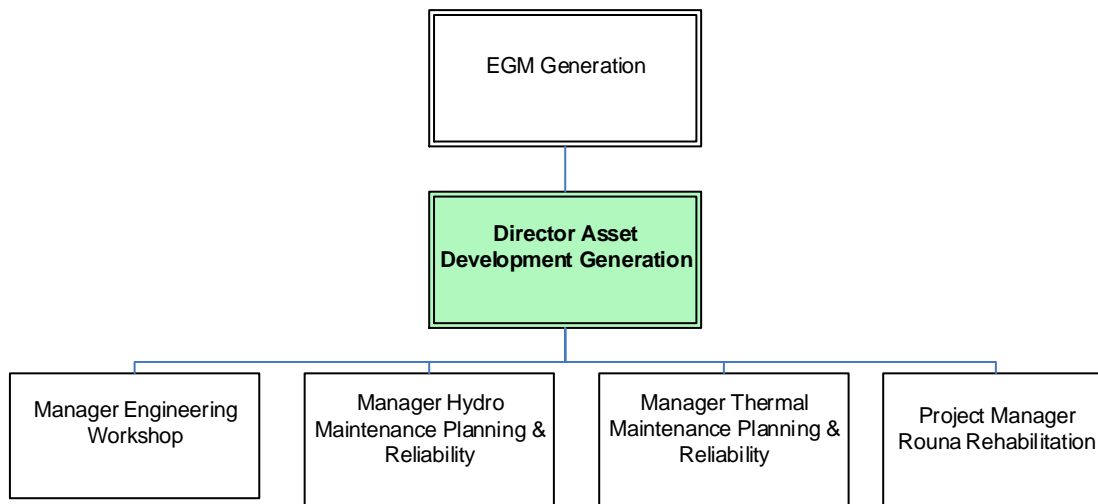 EGM Generation
Director Asset
Development Generation
Manager Engineering
Workshop
Manager Hydro
Maintenance Planning &
Reliability
Manager Thermal
Maintenance Planning &
Reliability
Project Manager
Rouna Rehabilitation